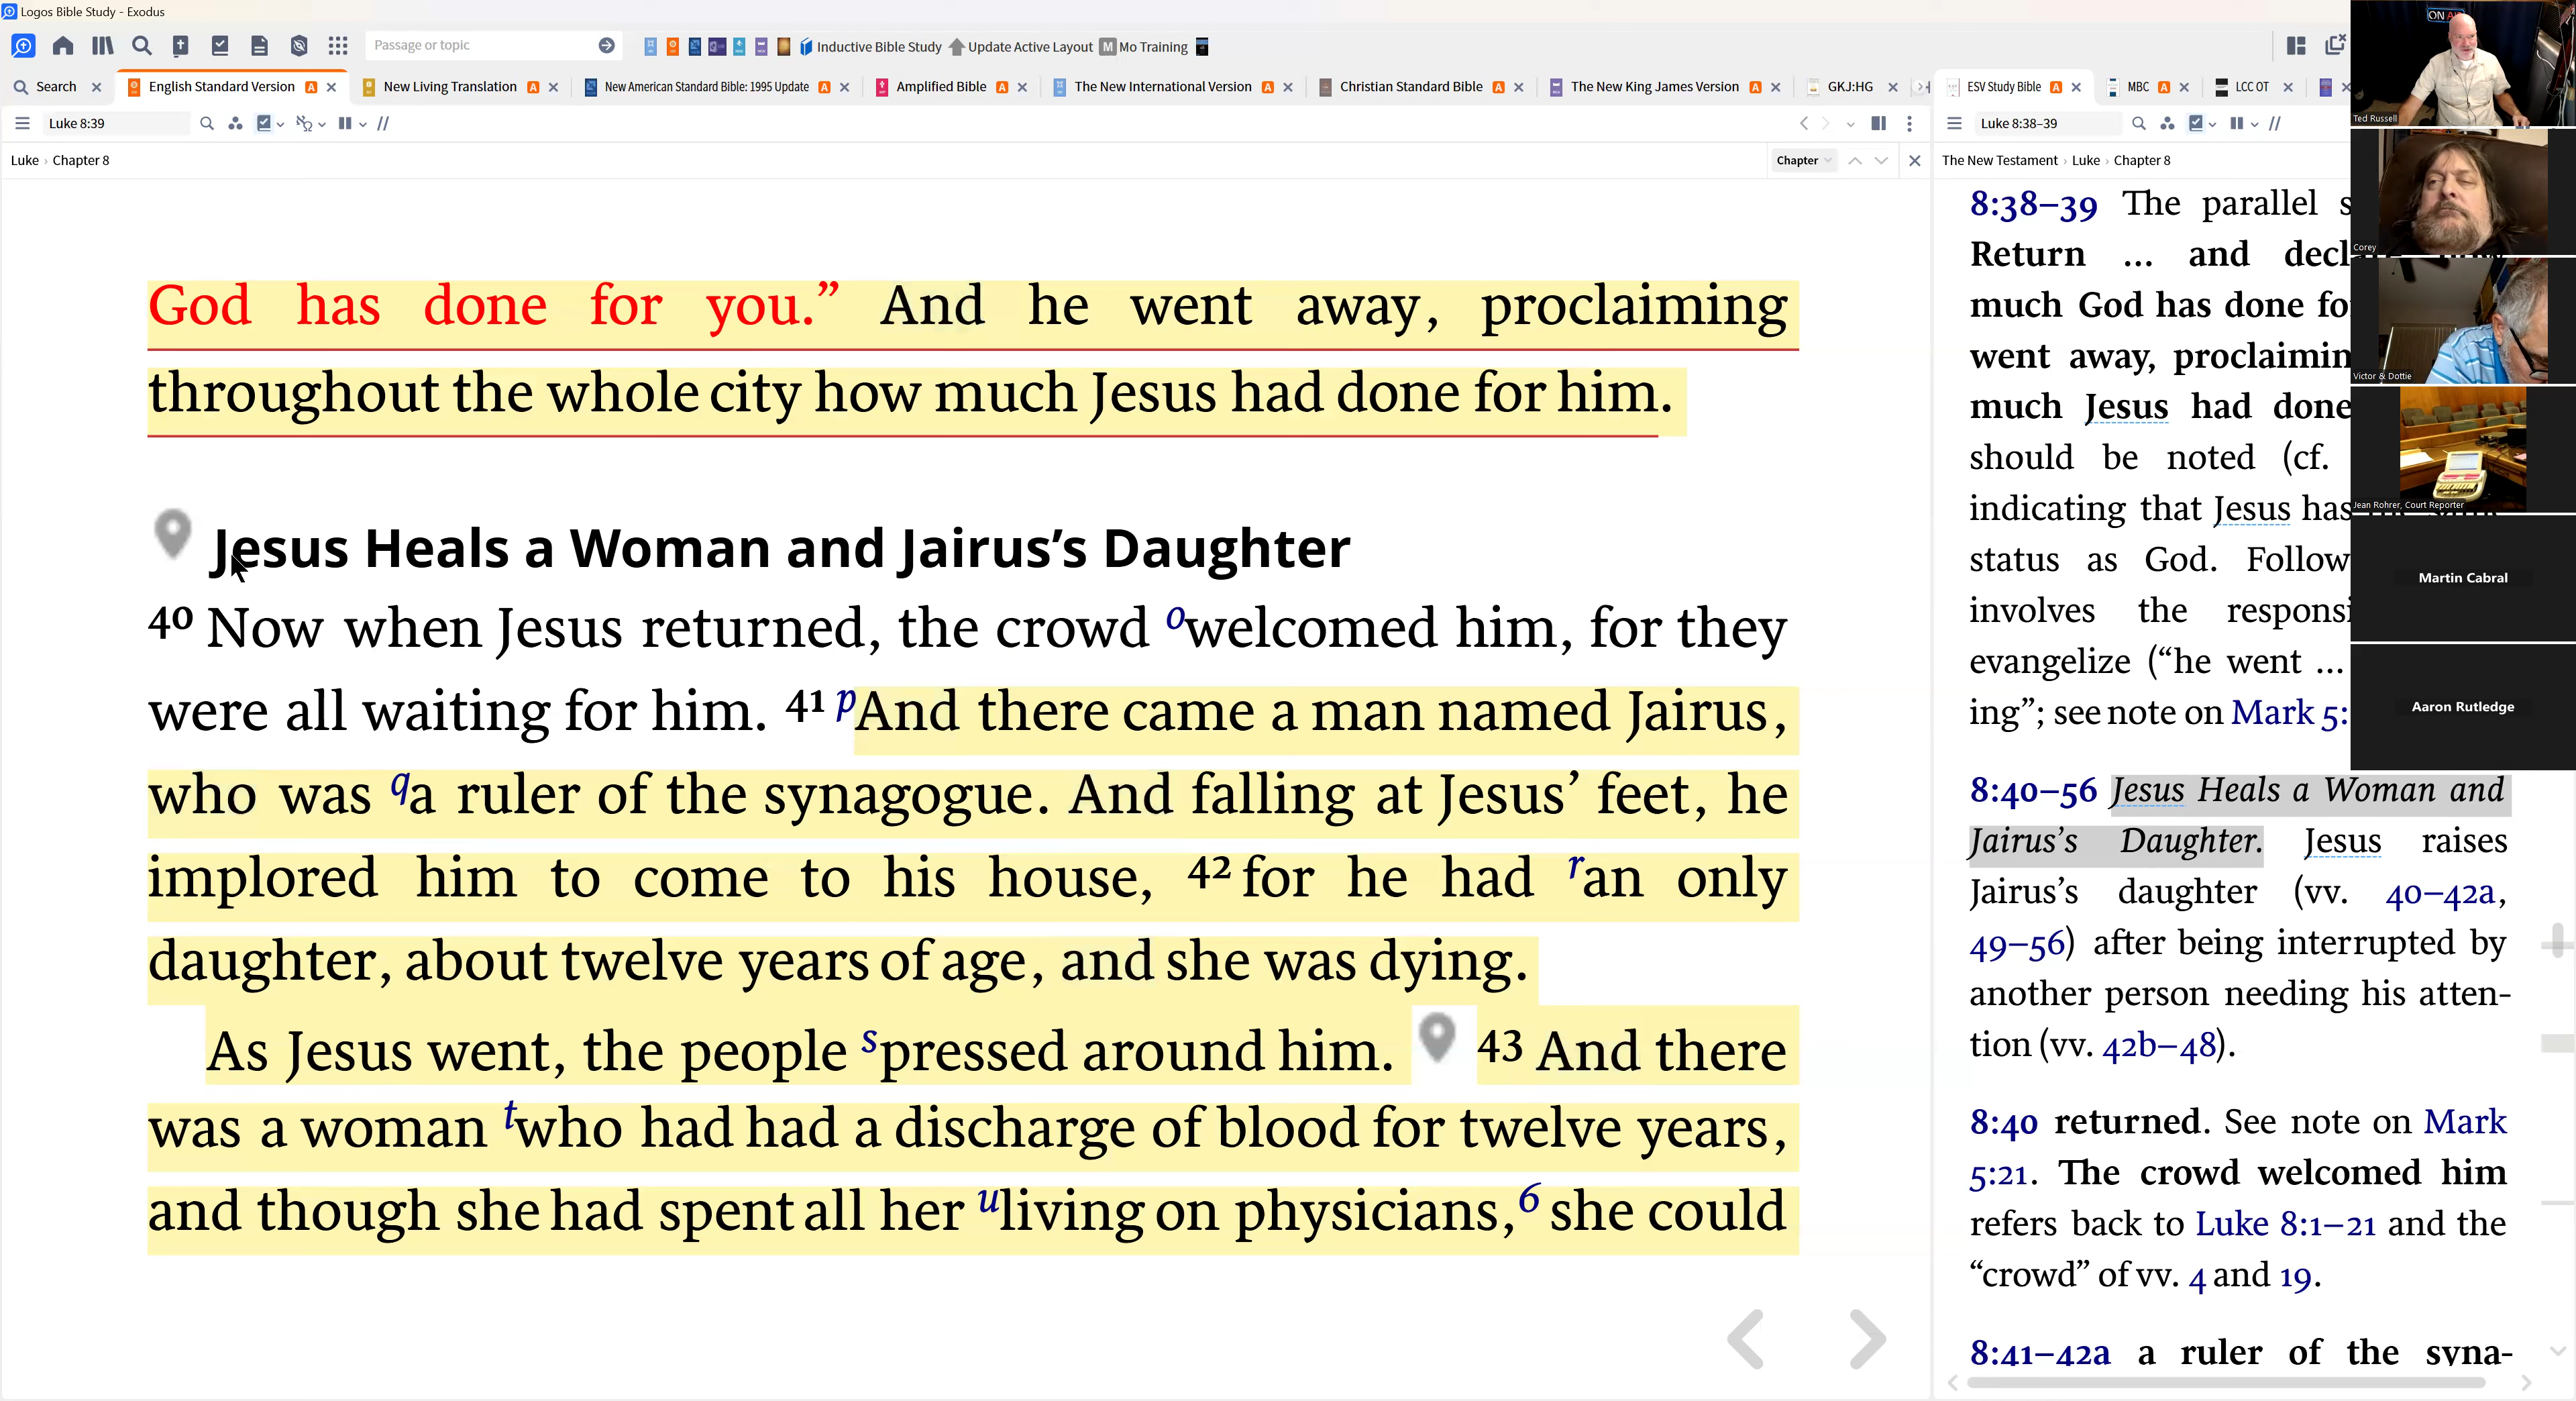 Logos Bible Study - Exodus
Passage or topic
Inductive Bible Study
Update Active Layout
M Mo Training
Search
English Standard Version A
New Living Translation A
New American Standard Bible: 1995 Update A
Amplified Bible A
The New International Version A
Christian Standard Bible A
The New King James Version A
GKJ:HG
ESV Study Bible A
MBC A
LCC OT
Luke 8:39
Luke 8:38–39
Luke › Chapter 8
Chapter
The New Testament › Luke › Chapter 8
God has done for you.” And he went away, proclaiming
throughout the whole city how much Jesus had done for him.
Jesus Heals a Woman and Jairus’s Daughter
40 Now when Jesus returned, the crowd o welcomed him, for they
were all waiting for him. 41 p And there came a man named Jairus,
who was q a ruler of the synagogue. And falling at Jesus’ feet, he
implored him to come to his house, 42 for he had r an only
daughter, about twelve years of age, and she was dying.
As Jesus went, the people s pressed around him. 43 And there
was a woman t who had had a discharge of blood for twelve years,
and though she had spent all her u living on physicians,6 she could
8:38–39 The parallel s
Return ... and decl
much God has done fo
went away, proclaimin
much Jesus had done
should be noted (cf.
indicating that Jesus has
status as God. Follow
involves the responsi
evangelize (“he went ...
ing”; see note on Mark 5:
8:40–56 Jesus Heals a Woman and
Jairus’s Daughter. Jesus raises
Jairus’s daughter (vv. 40–42a,
49–56) after being interrupted by
another person needing his atten-
tion (vv. 42b–48).
8:40 returned. See note on Mark
5:21. The crowd welcomed him
refers back to Luke 8:1–21 and the
“crowd” of vv. 4 and 19.
8:41–42a a ruler of the syna-
ON A
Ted Russell
Corey
Victor & Dottie
Jean Rohrer, Court Reporter
Martin Cabral
Aaron Rutledge